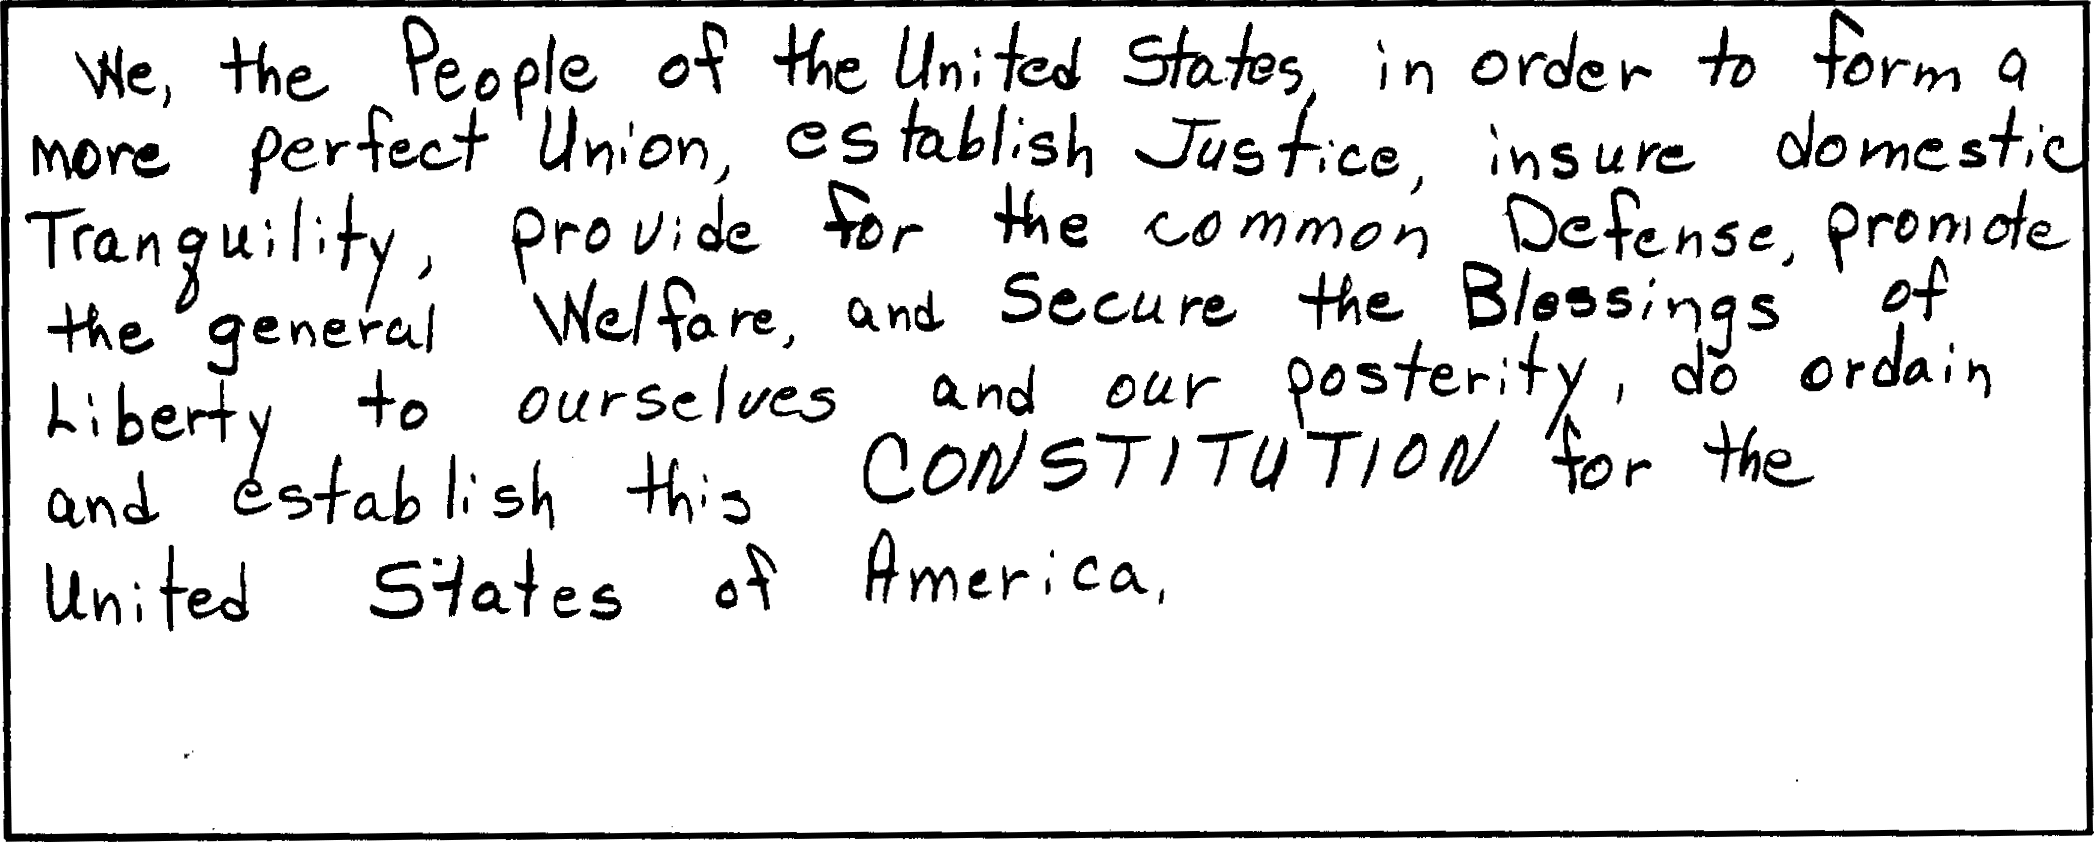 We, the People of the United States, in order to form a
more perfect Union, establish Justice, insure domestic
Tranquility, provide for the common Defense, promote
the general Welfare, and Secure the Blessings of
Liberty to ourselves and our posterity, do ordain
and establish this CONSTITUTION for the
United States of America.